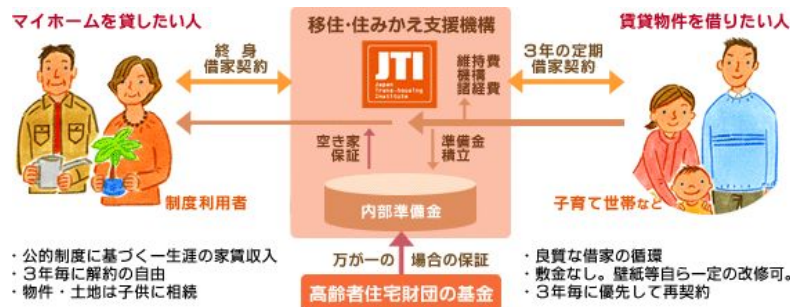 マイホームを貸したい人
移住・住みかえ支援機構
賃貸物件を借りたい人
終身
借家契約
JTI
Japan
Trans-housing
Institute
維持費
機構
諸経費
3年の定期
借家契約
空き家
保証
準備金
積立
制度利用者
内部準備金
子育て世帯など
・公的制度に基づく一生涯の家賃収入
・3年毎に解約の自由
・物件・土地は子供に相続
万が一の 場合の保証
高齢者住宅財団の基金
・良質な借家の循環
・敷金なし。壁紙等自ら一定の改修可。
・3年毎に優先して再契約